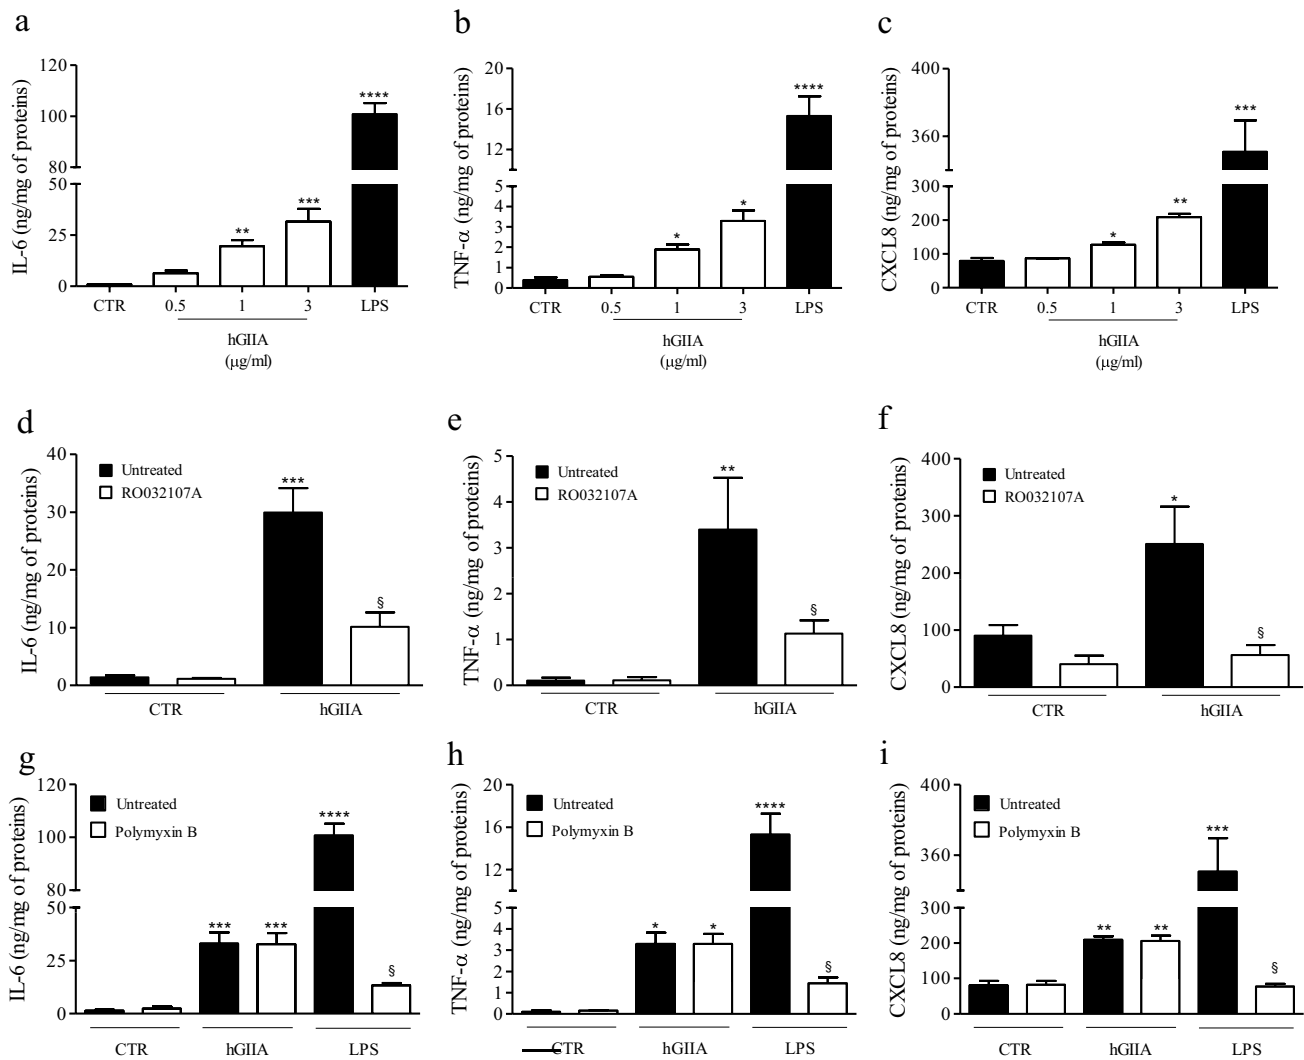 a
IL-6 (ng/mg of proteins)
120
100
80
50
25
0
**
***
****
CTR
0.5
1
3
LPS
hGIIA
(µg/ml)
b
TNF-α (ng/mg of proteins)
20
16
12
5
4
3
2
1
0
*
*
****
CTR
0.5
1
3
LPS
hGIIA
(µg/ml)
c
CXCL8 (ng/mg of proteins)
400
360
300
200
100
0
*
**
***
CTR
0.5
1
3
LPS
hGIIA
(µg/ml)
d
IL-6 (ng/mg of proteins)
40
30
20
10
0
Untreated
RO032107A
***
§
CTR
hGIIA
e
TNF-α (ng/mg of proteins)
5
4
3
2
1
0
Untreated
RO032107A
**
§
CTR
hGIIA
f
CXCL8 (ng/mg of proteins)
400
300
200
100
0
Untreated
RO032107A
*
§
CTR
hGIIA
g
IL-6 (ng/mg of proteins)
120
100
80
50
25
0
Untreated
Polymyxin B
***
***
****
§
CTR
hGIIA
LPS
h
TNF-α (ng/mg of proteins)
20
16
12
5
4
3
2
1
0
Untreated
Polymyxin B
*
*
****
§
CTR
hGIIA
LPS
i
CXCL8 (ng/mg of proteins)
400
360
300
200
100
0
Untreated
Polymyxin B
**
**
***
§
CTR
hGIIA
LPS